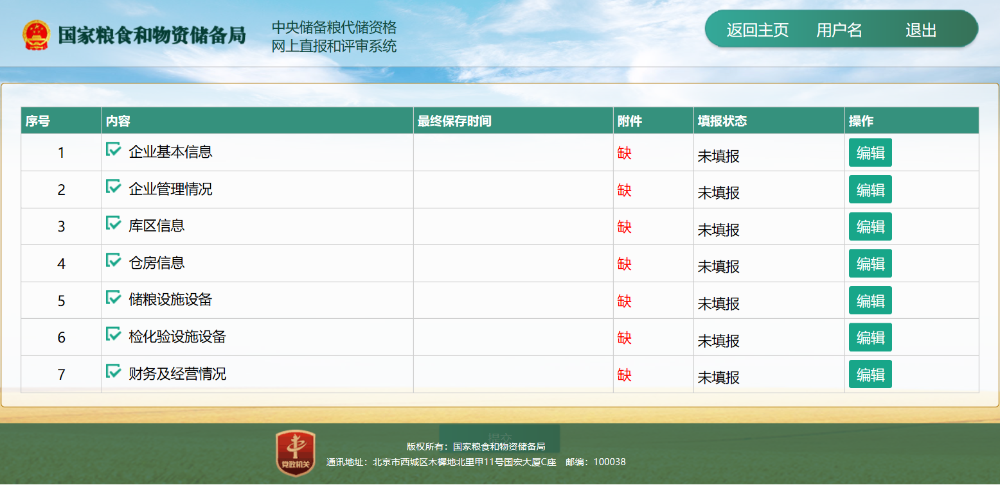 国家粮食和物资储备局
中央储备粮代储资格
网上直报和评审系统
返回主页 用户名 退出
序号 内容 最终保存时间 附件 填报状态 操作
1 企业基本信息 缺 未填报 编辑
2 企业管理情况 缺 未填报 编辑
3 库区信息 缺 未填报 编辑
4 仓房信息 缺 未填报 编辑
5 储粮设施设备 缺 未填报 编辑
6 检化验设施设备 缺 未填报 编辑
7 财务及经营情况 缺 未填报 编辑
提交
党政机关
版权所有：国家粮食和物资储备局
通讯地址：北京市西城区木樨地北里甲11号国宏大厦C座 邮编：100038